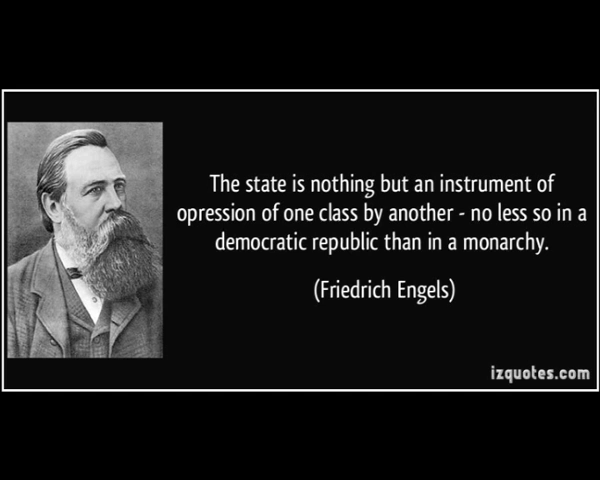 The state is nothing but an instrument of
opression of one class by another - no less so in a
democratic republic than in a monarchy.
(Friedrich Engels)
izquotes.com